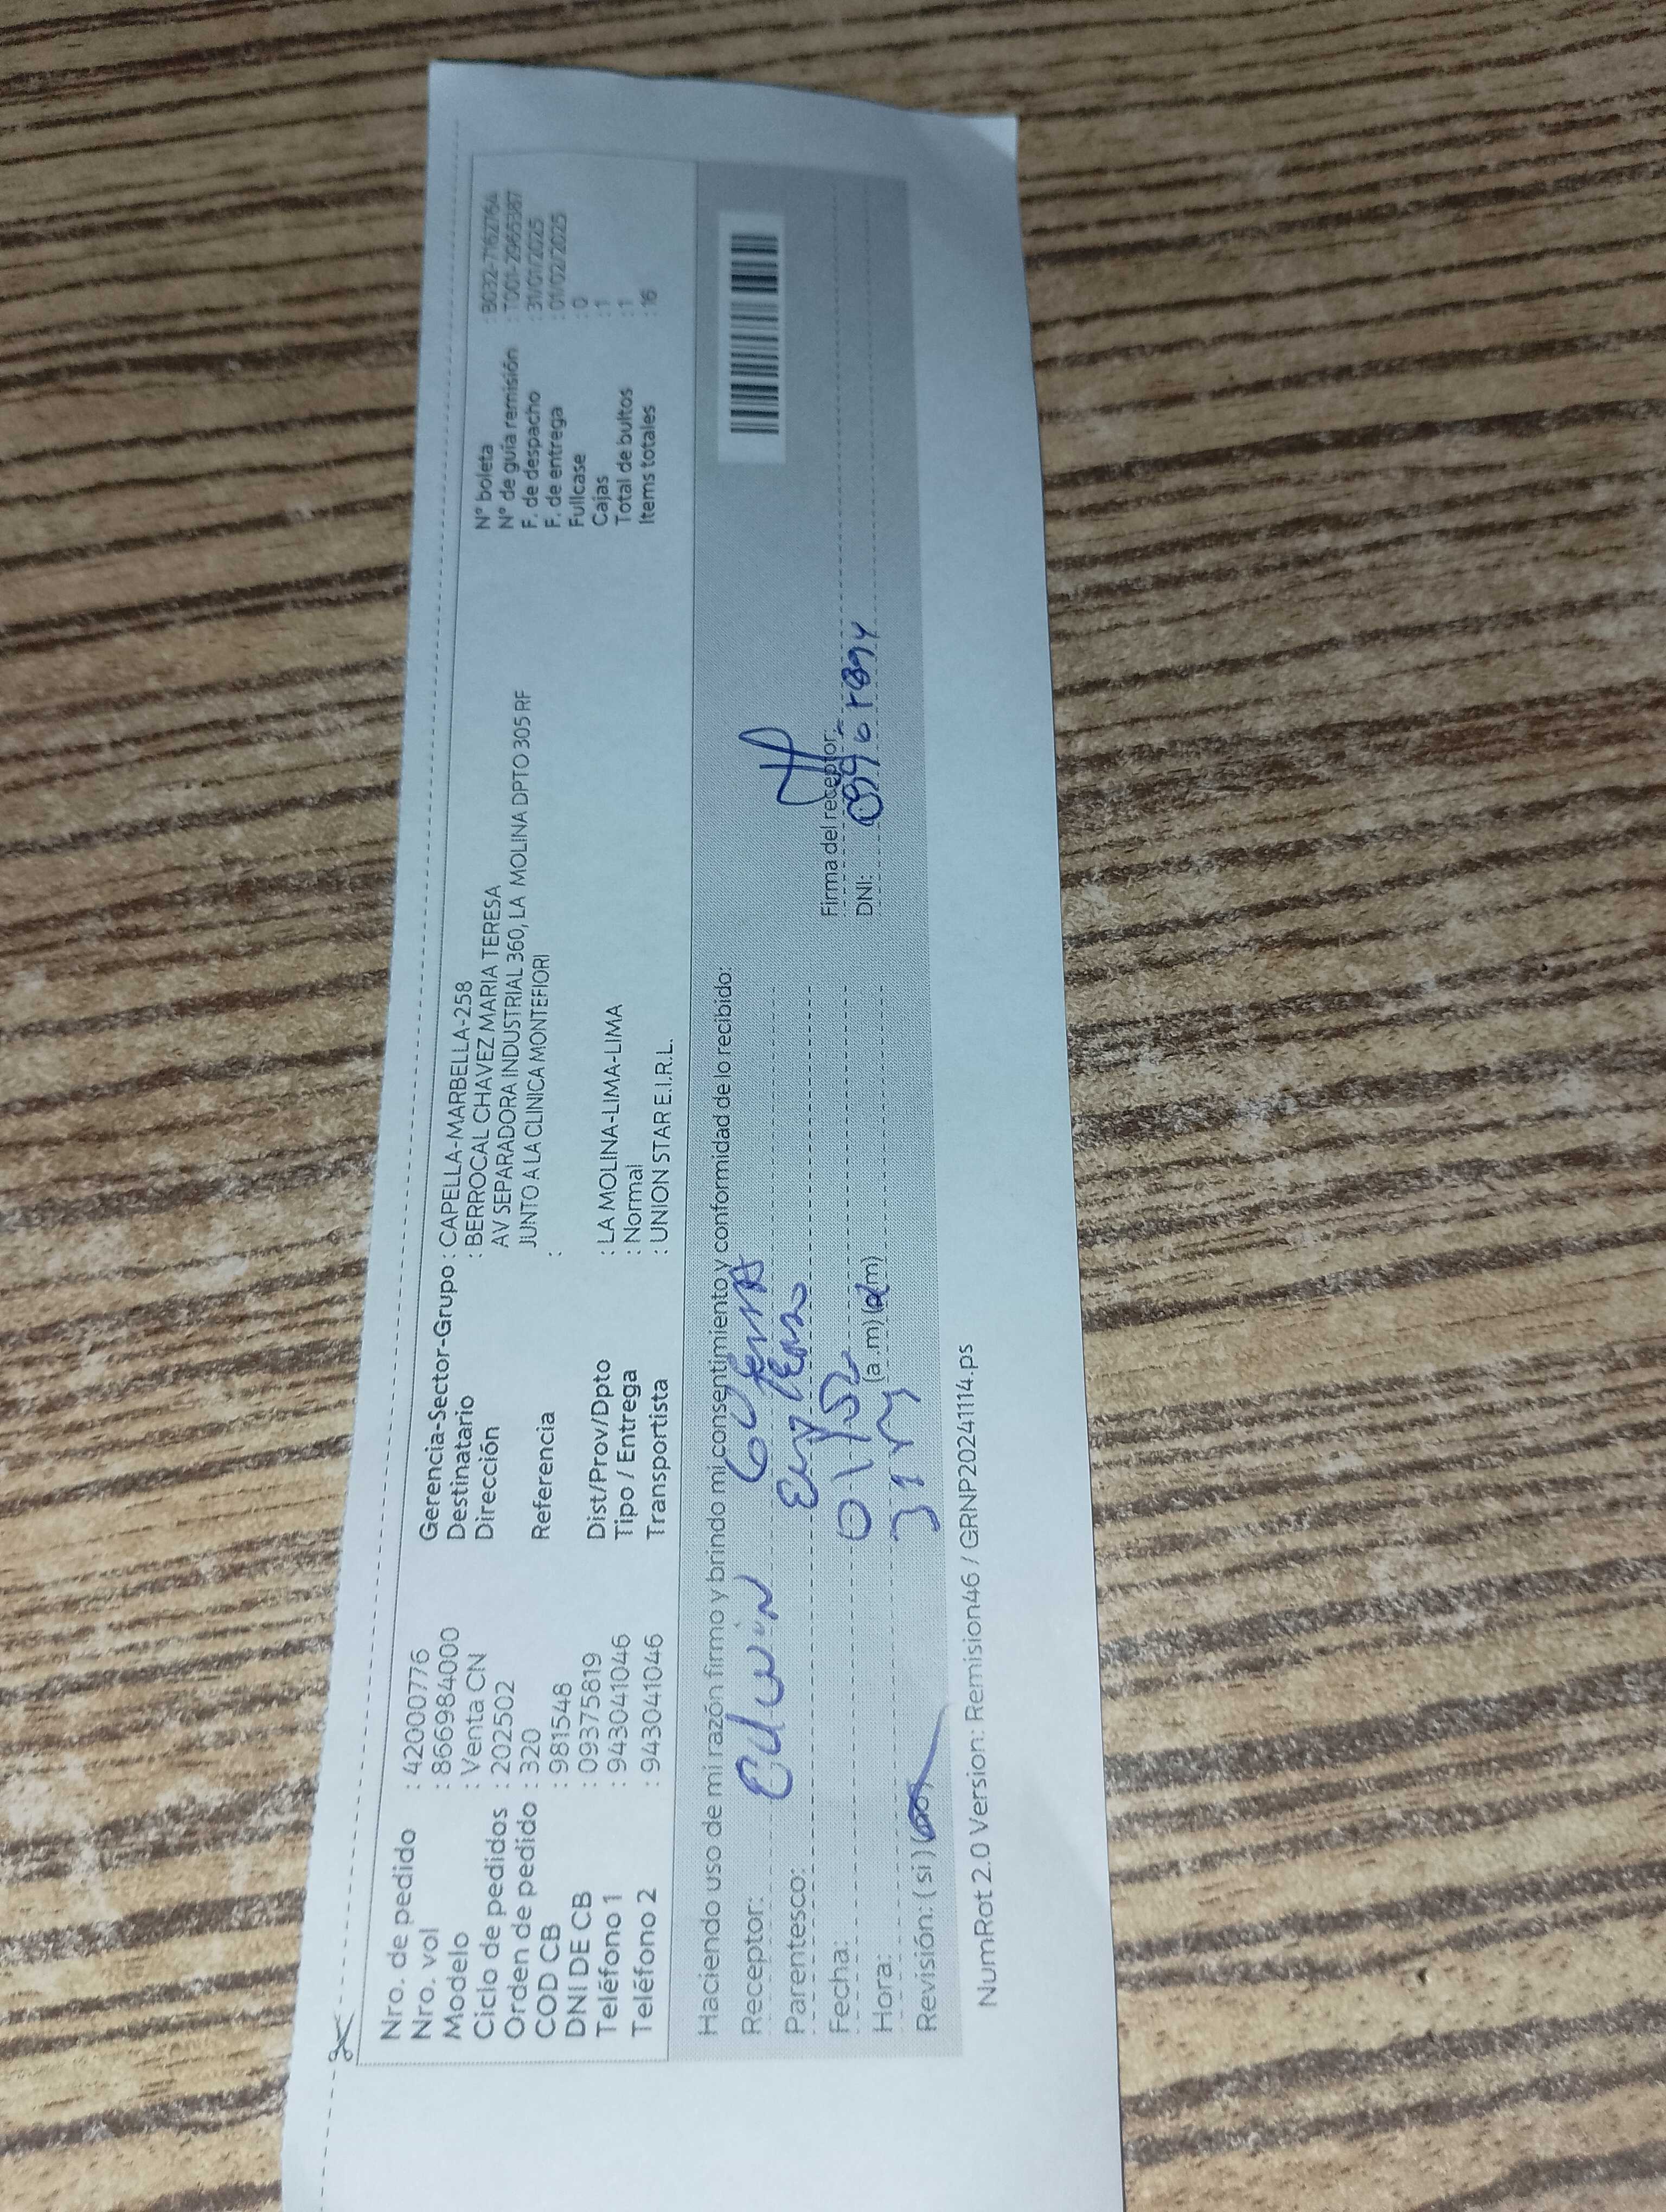 Nro. de pedido : 42000776
Nro. vol : 866984000
Modelo : Venta CN
Ciclo de pedidos : 202502
Orden de pedido : 320
COD CB : 981548
DNI DE CB : 09375819
Teléfono 1 : 943041046
Teléfono 2 : 943041046
Gerencia-Sector-Grupo : CAPELLA-MARBELLA-258
Destinatario : BERROCAL CHAVEZ MARIA TERESA
Dirección AV SEPARADORA INDUSTRIAL 360, LA MOLINA DPTO 305 RF
JUNTO A LA CLINICA MONTEFIORI
Referencia :
Dist/Prov/Dpto : LA MOLINA-LIMA-LIMA
Tipo / Entrega : Normal
Transportista : UNION STAR E.I.R.L.
N° boleta : B032-71627164
N° de guía remisión : T001-29665387
F. de despacho : 31/01/2025
F. de entrega : 01/02/2025
Fullcase : 0
Cajas : 1
Total de bultos : 1
Items totales : 16
Haciendo uso de mi razón firmo y brindo mi consentimiento y conformidad de lo recibido:
Receptor: Edwin
Parentesco:
Fecha:
Hora: (a.m) (p.m)
Revisión: ( si )
Firma del receptor:
DNI:
NumRot 2.0 Version: Remision46 / GRNP20241114.ps